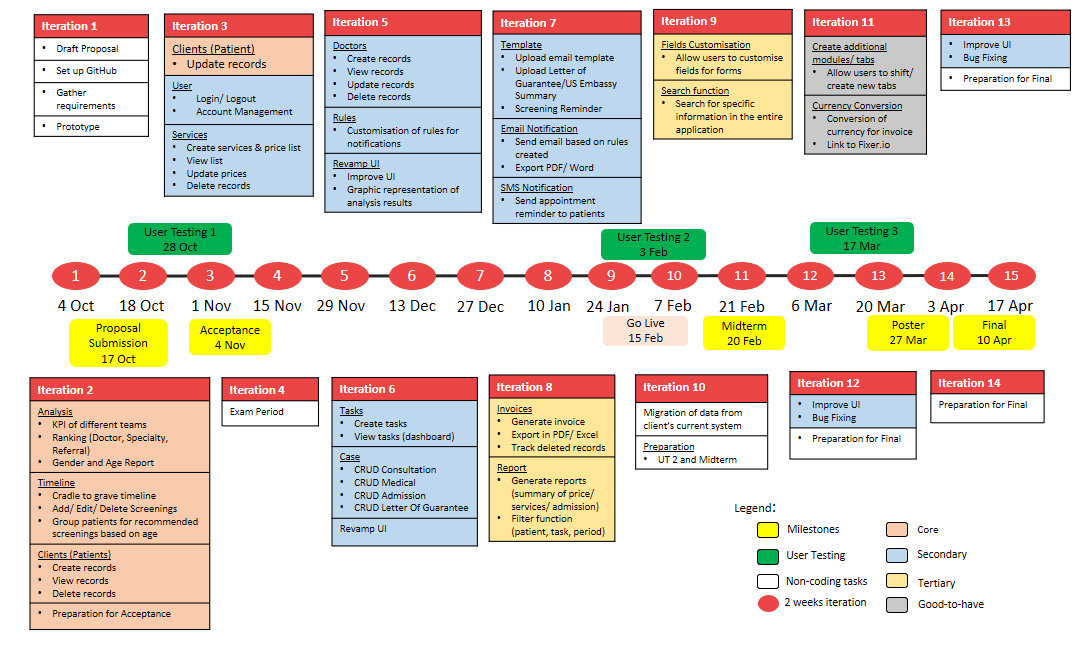 Iteration 1
• Draft Proposal
• Set up GitHub
• Gather
requirements
• Prototype
Iteration 3
Clients (Patient)
• Update records
User
• Login/ Logout
• Account Management
Services
• Create services & price list
• View list
• Update prices
• Delete records
Iteration 5
Doctors
• Create records
• View records
• Update records
• Delete records
Rules
• Customisation of rules for
notifications
Revamp UI
• Improve UI
• Graphic representation of
analysis results
Iteration 7
Template
• Upload email template
• Upload Letter of
Guarantee/US Embassy
Summary
• Screening Reminder
Email Notification
• Send email based on rules
created
• Export PDF/ Word
SMS Notification
• Send appointment
reminder to patients
Iteration 9
Fields Customisation
• Allow users to customise
fields for forms
Search function
• Search for specific
information in the entire
application
Iteration 11
Create additional
modules/ tabs
• Allow users to shift/
create new tabs
Currency Conversion
• Conversion of
currency for invoice
• Link to Fixer.io
Iteration 13
• Improve UI
• Bug Fixing
• Preparation for Final
User Testing 1
28 Oct
User Testing 2
3 Feb
User Testing 3
17 Mar
1 2 3 4 5 6 7 8 9 10 11 12 13 14 15
4 Oct 18 Oct 1 Nov 15 Nov 29 Nov 13 Dec 27 Dec 10 Jan 24 Jan 7 Feb 21 Feb 6 Mar 20 Mar 3 Apr 17 Apr
Proposal
Submission
17 Oct
Acceptance
4 Nov
Go Live
15 Feb
Midterm
20 Feb
Poster
27 Mar
Final
10 Apr
Iteration 2
Analysis
• KPI of different teams
• Ranking (Doctor, Specialty,
Referral)
• Gender and Age Report
Timeline
• Cradle to grave timeline
• Add/ Edit/ Delete Screenings
• Group patients for recommended
screenings based on age
Clients (Patients)
• Create records
• View records
• Delete records
• Preparation for Acceptance
Iteration 4
Exam Period
Iteration 6
Tasks
• Create tasks
• View tasks (dashboard)
Case
• CRUD Consultation
• CRUD Medical
• CRUD Admission
• CRUD Letter Of Guarantee
Revamp UI
Iteration 8
Invoices
• Generate invoice
• Export in PDF/ Excel
• Track deleted records
Report
• Generate reports
(summary of price/
services/ admission)
• Filter function
(patient, task, period)
Iteration 10
Migration of data from
client's current system
Preparation
• UT 2 and Midterm
Iteration 12
• Improve UI
• Bug Fixing
• Preparation for Final
Iteration 14
Preparation for Final
Legend:
Milestones
User Testing
Non-coding tasks
2 weeks iteration
Core
Secondary
Tertiary
Good-to-have